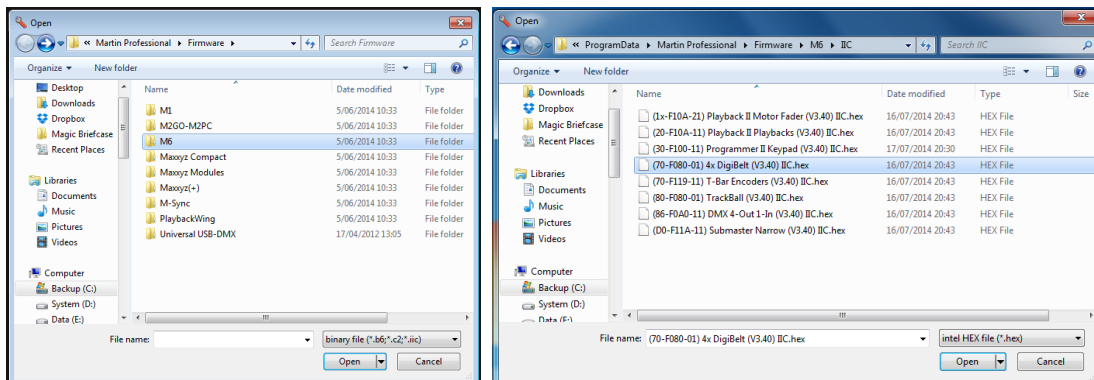 Open
« Martin Professional ▸ Firmware ▸
Search Firmware
Organize ▾ New folder
Desktop
Downloads
Dropbox
Magic Briefcase
Recent Places
Libraries
Documents
Music
Pictures
Videos
Computer
Backup (C:)
System (D:)
Data (E:)
Name Date modified Type
M1 5/06/2014 10:33 File folder
M2GO-M2PC 5/06/2014 10:33 File folder
M6 5/06/2014 10:33 File folder
Maxxyz Compact 5/06/2014 10:33 File folder
Maxxyz Modules 5/06/2014 10:33 File folder
Maxxyz(+) 5/06/2014 10:33 File folder
M-Sync 5/06/2014 10:33 File folder
PlaybackWing 5/06/2014 10:33 File folder
Universal USB-DMX 17/04/2012 13:05 File folder
File name: binary file (*.b6;*.c2;*.iic)
Open Cancel
Open
« ProgramData ▸ Martin Professional ▸ Firmware ▸ M6 ▸ IIC
Search IIC
Organize ▾ New folder
Downloads
Dropbox
Magic Briefcase
Recent Places
Libraries
Documents
Music
Pictures
Videos
Computer
Backup (C:)
System (D:)
Data (E:)
Name Date modified Type Size
(1x-F10A-21) Playback II Motor Fader (V3.40) IIC.hex 16/07/2014 20:43 HEX File
(20-F10A-11) Playback II Playbacks (V3.40) IIC.hex 16/07/2014 20:43 HEX File
(30-F100-11) Programmer II Keypad (V3.40) IIC.hex 17/07/2014 20:30 HEX File
(70-F080-01) 4x DigiBelt (V3.40) IIC.hex 16/07/2014 20:43 HEX File
(70-F119-11) T-Bar Encoders (V3.40) IIC.hex 16/07/2014 20:43 HEX File
(80-F080-01) TrackBall (V3.40) IIC.hex 16/07/2014 20:43 HEX File
(86-F0A0-11) DMX 4-Out 1-In (V3.40) IIC.hex 16/07/2014 20:43 HEX File
(D0-F11A-11) Submaster Narrow (V3.40) IIC.hex 16/07/2014 20:43 HEX File
File name: (70-F080-01) 4x DigiBelt (V3.40) IIC.hex intel HEX file (*.hex)
Open Cancel